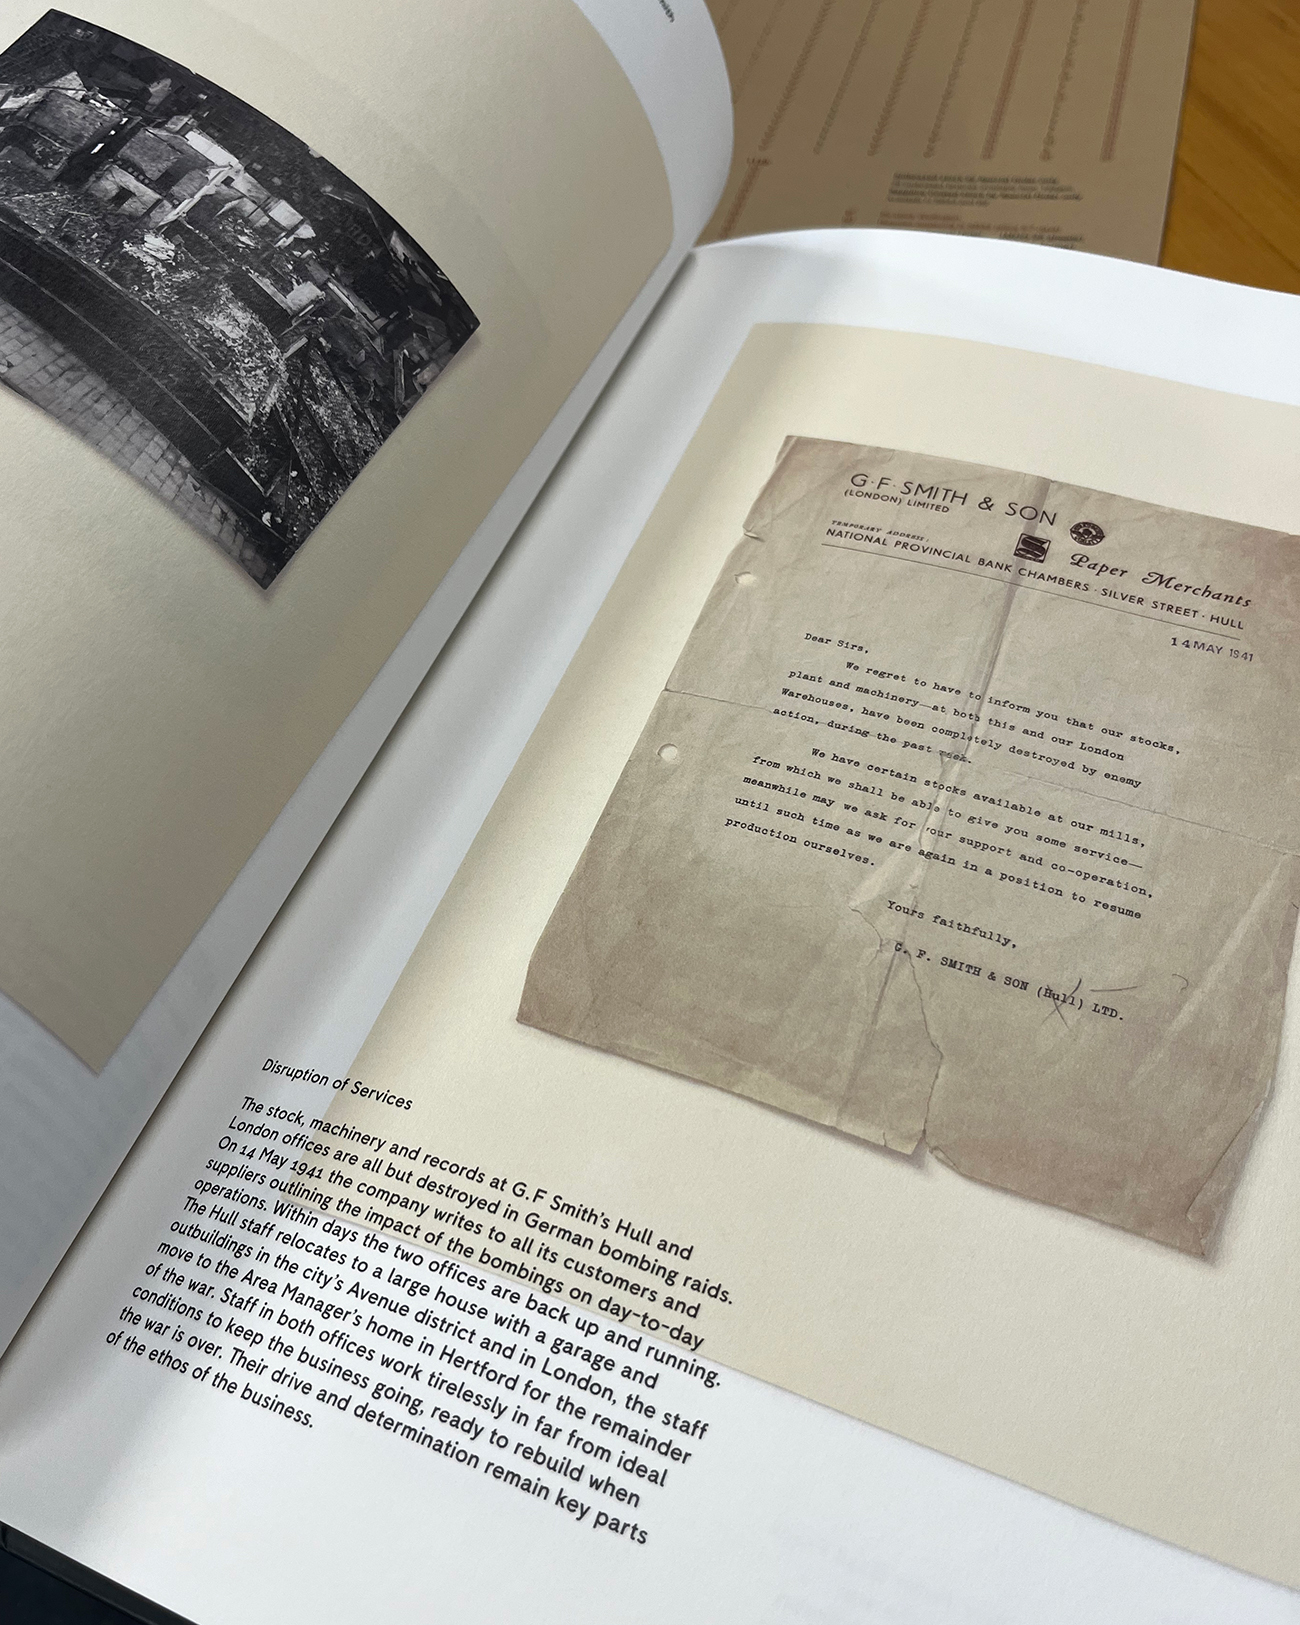 G·F·SMITH & SON
(LONDON) LIMITED
TEMPORARY ADDRESS:
Paper Merchants
NATIONAL PROVINCIAL BANK CHAMBERS · SILVER STREET · HULL
14 MAY 1941
Dear Sirs,
We regret to have to inform you that our stocks,
plant and machinery—at both this and our London
Warehouses, have been completely destroyed by enemy
action, during the past week.
We have certain stocks available at our mills,
from which we shall be able to give you some service—
meanwhile may we ask for your support and co-operation,
until such time as we are again in a position to resume
production ourselves.
Yours faithfully,
G. F. SMITH & SON (Hull) LTD.
Disruption of Services
The stock, machinery and records at G.F Smith's Hull and
London offices are all but destroyed in German bombing raids.
On 14 May 1941 the company writes to all its customers and
suppliers outlining the impact of the bombings on day-to-day
operations. Within days the two offices are back up and running.
The Hull staff relocates to a large house with a garage and
outbuildings in the city's Avenue district and in London, the staff
move to the Area Manager's home in Hertford for the remainder
of the war. Staff in both offices work tirelessly in far from ideal
conditions to keep the business going, ready to rebuild when
the war is over. Their drive and determination remain key parts
of the ethos of the business.